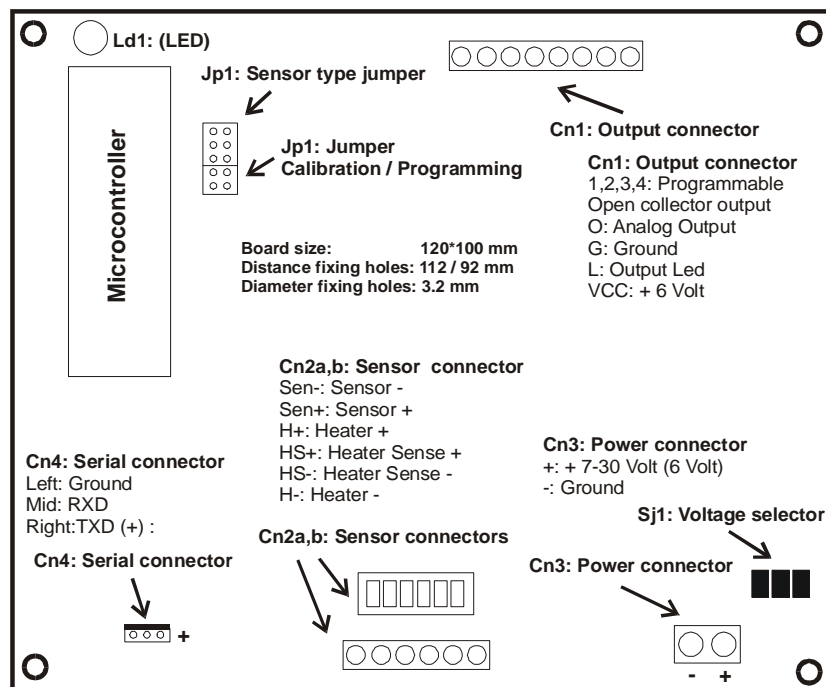 Ld1: (LED)
Jp1: Sensor type jumper
Microcontroller
Jp1: Jumper
Calibration / Programming
Cn1: Output connector
Cn1: Output connector
1,2,3,4: Programmable
Open collector output
O: Analog Output
G: Ground
L: Output Led
VCC: + 6 Volt
Board size: 120*100 mm
Distance fixing holes: 112 / 92 mm
Diameter fixing holes: 3.2 mm
Cn2a,b: Sensor connector
Sen-: Sensor -
Sen+: Sensor +
H+: Heater +
HS+: Heater Sense +
HS-: Heater Sense -
H-: Heater -
Cn4: Serial connector
Left: Ground
Mid: RXD
Right:TXD (+) :
Cn4: Serial connector
+
Cn2a,b: Sensor connectors
Cn3: Power connector
+: + 7-30 Volt (6 Volt)
-: Ground
Sj1: Voltage selector
Cn3: Power connector
- +